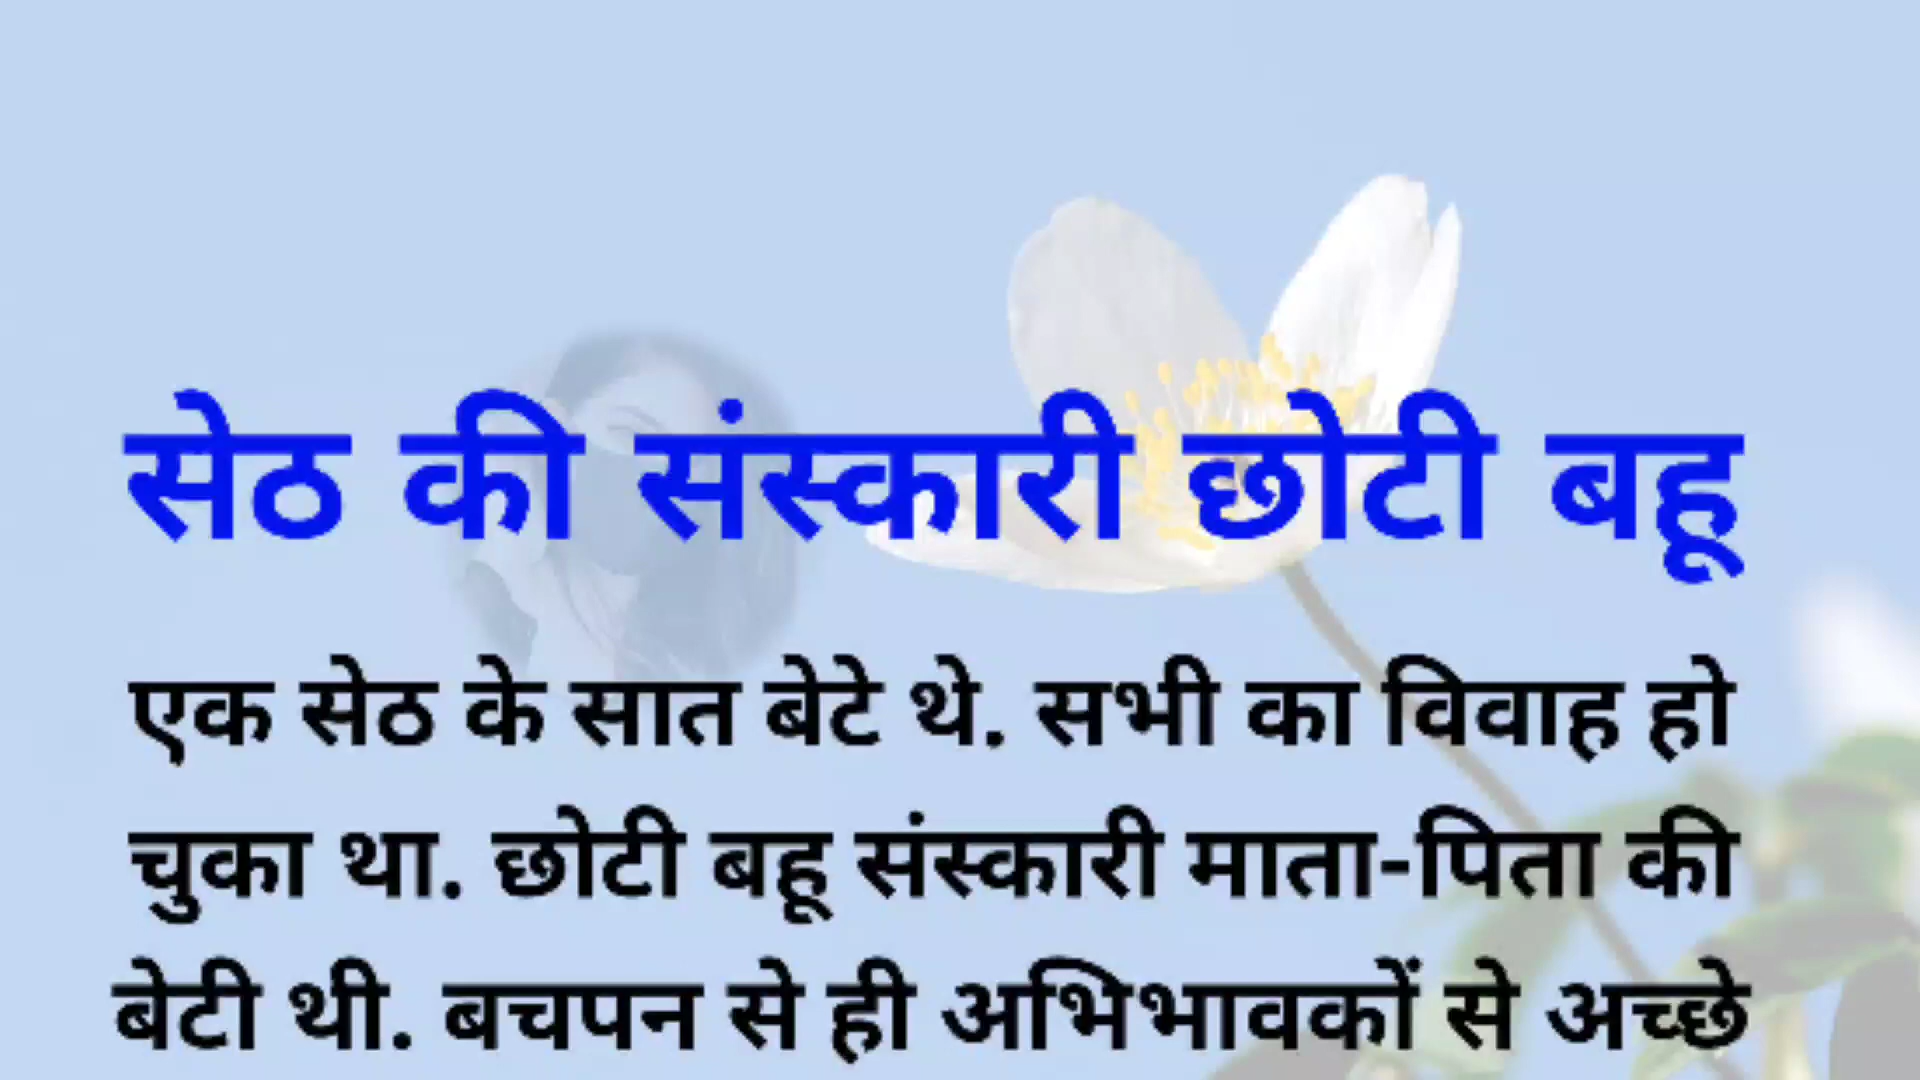 सेठ की संस्कारी छोटी बहू
एक सेठ के सात बेटे थे. सभी का विवाह हो
चुका था. छोटी बहू संस्कारी माता-पिता की
बेटी थी. बचपन से ही अभिभावकों से अच्छे